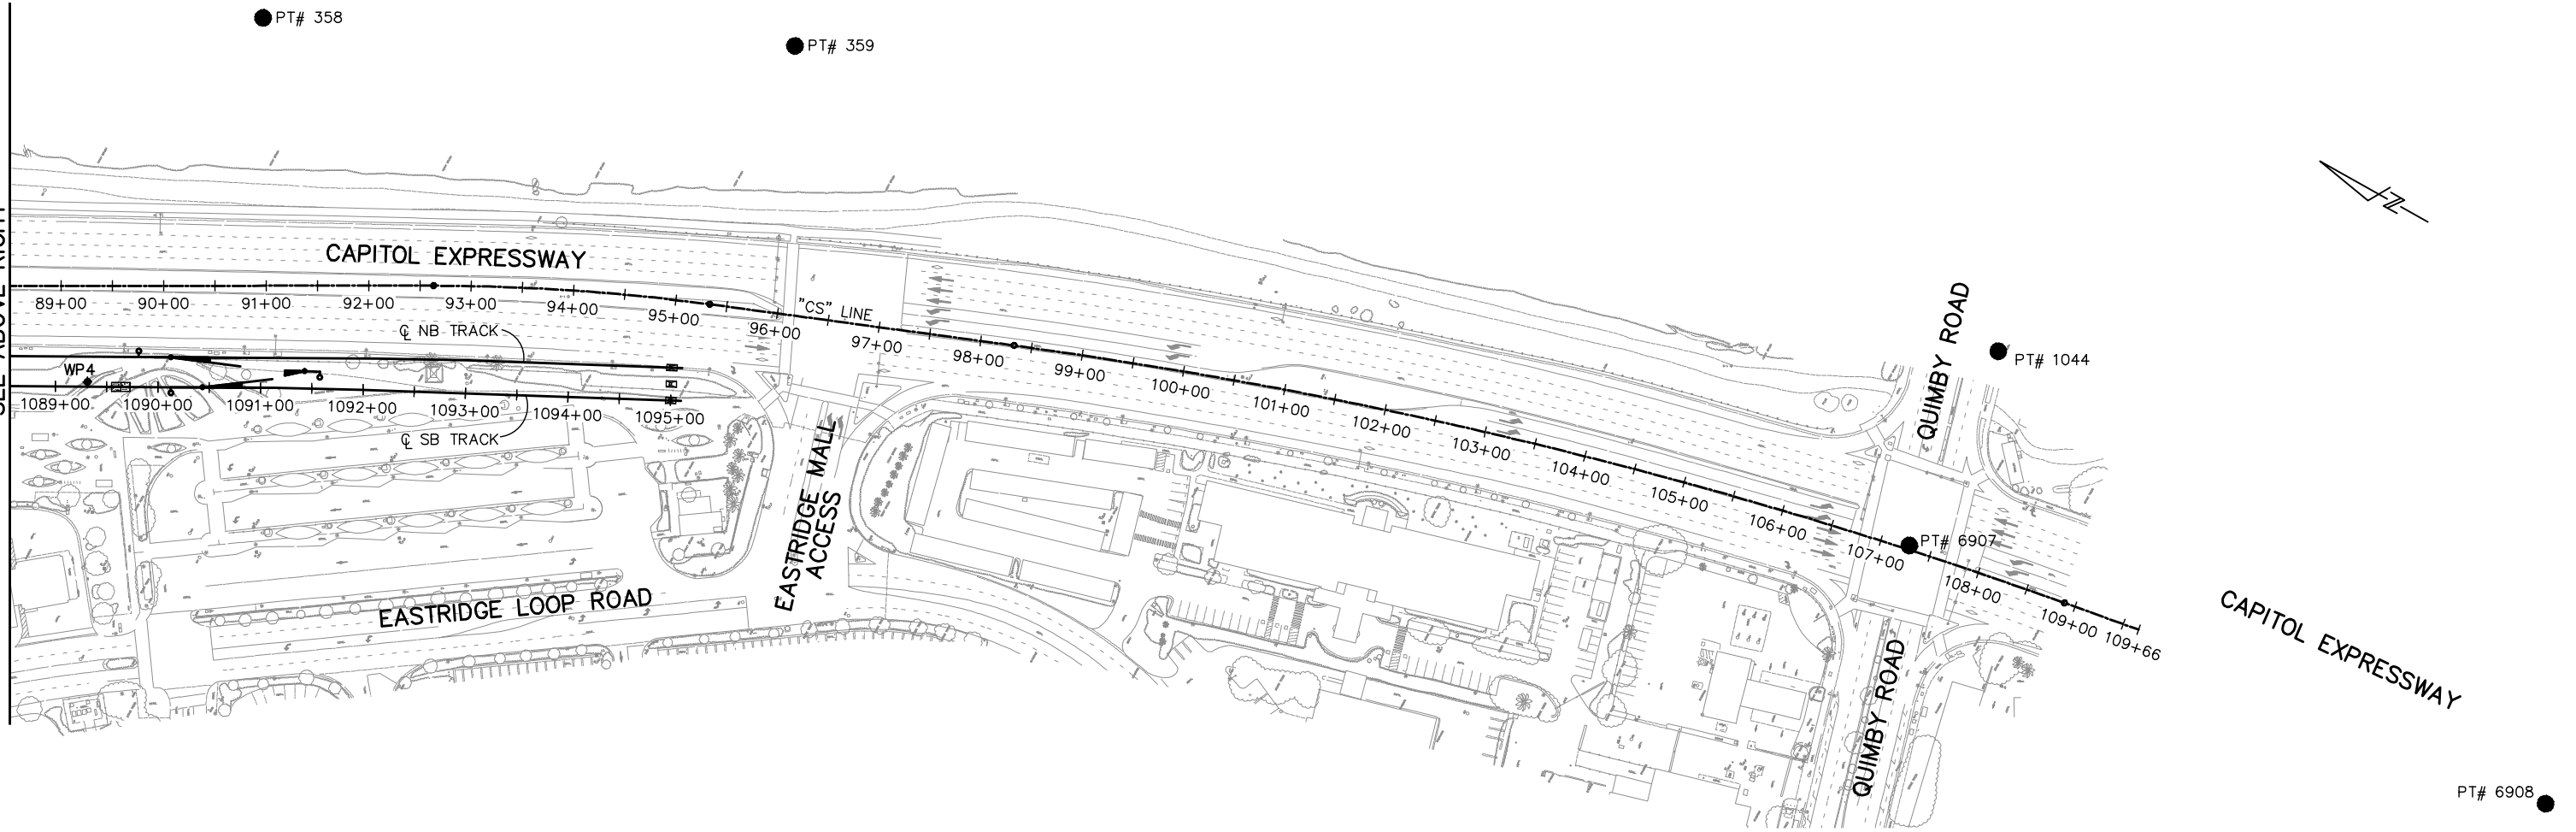 PT# 358
PT# 359
CAPITOL EXPRESSWAY
QUIMBY ROAD
PT# 1044
Z
89+00
90+00
91+00
92+00
93+00
94+00
95+00
96+00
"CS" LINE
97+00
98+00
99+00
100+00
101+00
102+00
103+00
104+00
105+00
106+00
107+00
108+00
109+00
109+66
℄ NB TRACK
WP4
1089+00
1090+00
1091+00
1092+00
1093+00
1094+00
1095+00
℄ SB TRACK
EASTRIDGE MALL
ACCESS
PT# 6907
EASTRIDGE LOOP ROAD
CAPITOL EXPRESSWAY
QUIMBY ROAD
PT# 6908